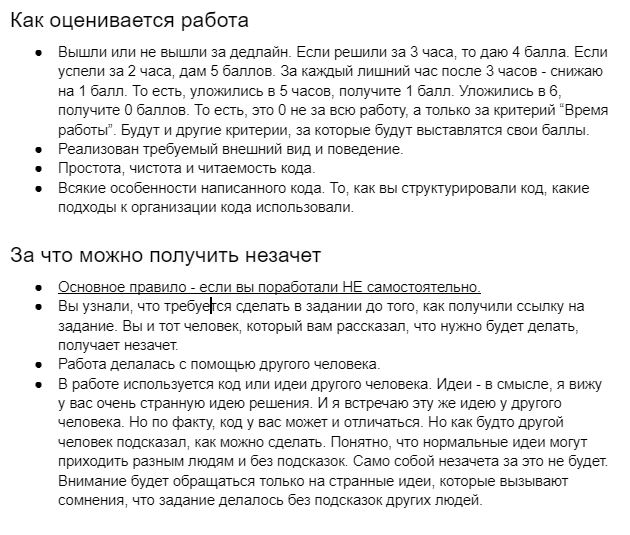 Как оценивается работа
● Вышли или не вышли за дедлайн. Если решили за 3 часа, то даю 4 балла. Если
успели за 2 часа, дам 5 баллов. За каждый лишний час после 3 часов - снижаю
на 1 балл. То есть, уложились в 5 часов, получите 1 балл. Уложились в 6,
получите 0 баллов. То есть, это 0 не за всю работу, а только за критерий “Время
работы”. Будут и другие критерии, за которые будут выставлятся свои баллы.
● Реализован требуемый внешний вид и поведение.
● Простота, чистота и читаемость кода.
● Всякие особенности написанного кода. То, как вы структурировали код, какие
подходы к организации кода использовали.
За что можно получить незачет
● Основное правило - если вы поработали НЕ самостоятельно.
● Вы узнали, что требуется сделать в задании до того, как получили ссылку на
задание. Вы и тот человек, который вам рассказал, что нужно будет делать,
получает незачет.
● Работа делалась с помощью другого человека.
● В работе используется код или идеи другого человека. Идеи - в смысле, я вижу
у вас очень странную идею решения. И я встречаю эту же идею у другого
человека. Но по факту, код у вас может и отличаться. Но как будто другой
человек подсказал, как можно сделать. Понятно, что нормальные идеи могут
приходить разным людям и без подсказок. Само собой незачета за это не будет.
Внимание будет обращаться только на странные идеи, которые вызывают
сомнения, что задание делалось без подсказок других людей.